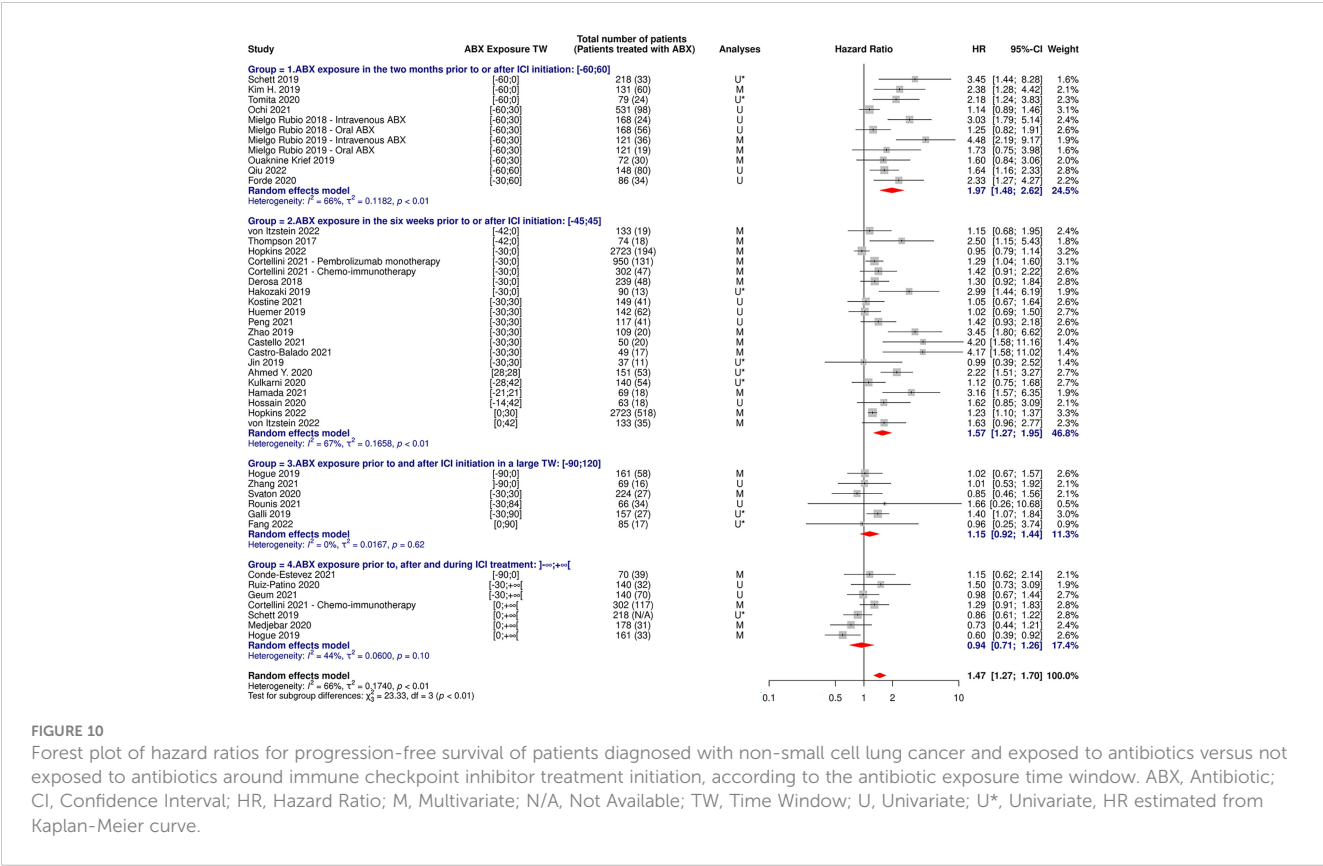 Study ABX Exposure TW Total number of patients (Patients treated with ABX) Analyses Hazard Ratio HR 95%-CI Weight
Group = 1.ABX exposure in the two months prior to or after ICI initiation: [-60;60]
Schett 2019 [-60;0] 218 (33) U* 3.45 [1.44; 8.28] 1.6%
Kim H. 2019 [-60;0] 131 (60) M 2.38 [1.28; 4.42] 2.1%
Tomita 2020 [-60;0] 79 (24) U* 2.18 [1.24; 3.83] 2.3%
Ochi 2021 [-60;30] 531 (98) U 1.14 [0.89; 1.46] 3.1%
Mielgo Rubio 2018 - Intravenous ABX [-60;30] 168 (24) U 3.03 [1.79; 5.14] 2.4%
Mielgo Rubio 2018 - Oral ABX [-60;30] 168 (56) U 1.25 [0.82; 1.91] 2.6%
Mielgo Rubio 2019 - Intravenous ABX [-60;30] 121 (36) M 4.48 [2.19; 9.17] 1.9%
Mielgo Rubio 2019 - Oral ABX [-60;30] 121 (19) M 1.73 [0.75; 3.98] 1.6%
Ouaknine Krief 2019 [-60;30] 72 (30) M 1.60 [0.84; 3.06] 2.0%
Qiu 2022 [-60;60] 148 (80) U 1.64 [1.16; 2.33] 2.8%
Forde 2020 [-30;60] 86 (34) U 2.33 [1.27; 4.27] 2.2%
Random effects model 1.97 [1.48; 2.62] 24.5%
Heterogeneity: I² = 66%, τ² = 0.1182, p < 0.01
Group = 2.ABX exposure in the six weeks prior to or after ICI initiation: [-45;45]
von Itzstein 2022 [-42;0] 133 (19) M 1.15 [0.68; 1.95] 2.4%
Thompson 2017 [-42;0] 74 (18) M 2.50 [1.15; 5.43] 1.8%
Hopkins 2022 [-30;0] 2723 (194) M 0.95 [0.79; 1.14] 3.2%
Cortellini 2021 - Pembrolizumab monotherapy [-30;0] 950 (131) M 1.29 [1.04; 1.60] 3.1%
Cortellini 2021 - Chemo-immunotherapy [-30;0] 302 (47) M 1.42 [0.91; 2.22] 2.6%
Derosa 2018 [-30;0] 239 (48) M 1.30 [0.92; 1.84] 2.8%
Hakozaki 2019 [-30;0] 90 (13) U* 2.99 [1.44; 6.19] 1.9%
Kostine 2021 [-30;30] 149 (41) U 1.05 [0.67; 1.64] 2.6%
Huemer 2019 [-30;30] 142 (62) U 1.02 [0.69; 1.50] 2.7%
Peng 2021 [-30;30] 117 (41) U 1.42 [0.93; 2.18] 2.6%
Zhao 2019 [-30;30] 109 (20) M 3.45 [1.80; 6.62] 2.0%
Castello 2021 [-30;30] 50 (20) M 4.20 [1.58; 11.16] 1.4%
Castro-Balado 2021 [-30;30] 49 (17) M 4.17 [1.58; 11.02] 1.4%
Jin 2019 [-30;30] 37 (11) U* 0.99 [0.39; 2.52] 1.4%
Ahmed Y. 2020 [28;28] 151 (53) U* 2.22 [1.51; 3.27] 2.7%
Kulkarni 2020 [-28;42] 140 (54) U* 1.12 [0.75; 1.68] 2.7%
Hamada 2021 [-21;21] 69 (18) M 3.16 [1.57; 6.35] 1.9%
Hossain 2020 [-14;42] 63 (18) U 1.62 [0.85; 3.09] 2.1%
Hopkins 2022 [0;30] 2723 (518) M 1.23 [1.10; 1.37] 3.3%
von Itzstein 2022 [0;42] 133 (35) M 1.63 [0.96; 2.77] 2.3%
Random effects model 1.57 [1.27; 1.95] 46.8%
Heterogeneity: I² = 67%, τ² = 0.1658, p < 0.01
Group = 3.ABX exposure prior to and after ICI initiation in a large TW: [-90;120]
Hogue 2019 [-90;0] 161 (58) M 1.02 [0.67; 1.57] 2.6%
Zhang 2021 [-90;0] 69 (16) U 1.01 [0.53; 1.92] 2.1%
Svaton 2020 [-30;30] 224 (27) M 0.85 [0.46; 1.56] 2.1%
Rounis 2021 [-30;84] 66 (34) U 1.66 [0.26; 10.68] 0.5%
Galli 2019 [-30;90] 157 (27) U* 1.40 [1.07; 1.84] 3.0%
Fang 2022 [0;90] 85 (17) U* 0.96 [0.25; 3.74] 0.9%
Random effects model 1.15 [0.92; 1.44] 11.3%
Heterogeneity: I² = 0%, τ² = 0.0167, p = 0.62
Group = 4.ABX exposure prior to, after and during ICI treatment: ]-∞;+∞[
Conde-Estevez 2021 [-90;0] 70 (39) M 1.15 [0.62; 2.14] 2.1%
Ruiz-Patino 2020 [-30;+∞[ 140 (32) U 1.50 [0.73; 3.09] 1.9%
Geum 2021 [-30;+∞[ 140 (70) U 0.98 [0.67; 1.44] 2.7%
Cortellini 2021 - Chemo-immunotherapy [0;+∞[ 302 (117) M 1.29 [0.91; 1.83] 2.8%
Schett 2019 [0;+∞[ 218 (N/A) U* 0.86 [0.61; 1.22] 2.8%
Medjebar 2020 [0;+∞[ 178 (31) M 0.73 [0.44; 1.21] 2.4%
Hogue 2019 [0;+∞[ 161 (33) M 0.60 [0.39; 0.92] 2.6%
Random effects model 0.94 [0.71; 1.26] 17.4%
Heterogeneity: I² = 44%, τ² = 0.0600, p = 0.10
Random effects model 1.47 [1.27; 1.70] 100.0%
Heterogeneity: I² = 66%, τ² = 0.1740, p < 0.01
Test for subgroup differences: χ²₃ = 23.33, df = 3 (p < 0.01)
0.1 1 2 10
FIGURE 10
Forest plot of hazard ratios for progression-free survival of patients diagnosed with non-small cell lung cancer and exposed to antibiotics versus not
exposed to antibiotics around immune checkpoint inhibitor treatment initiation, according to the antibiotic exposure time window. ABX, Antibiotic;
CI, Confidence Interval; HR, Hazard Ratio; M, Multivariate; N/A, Not Available; TW, Time Window; U, Univariate; U*, Univariate, HR estimated from
Kaplan-Meier curve.